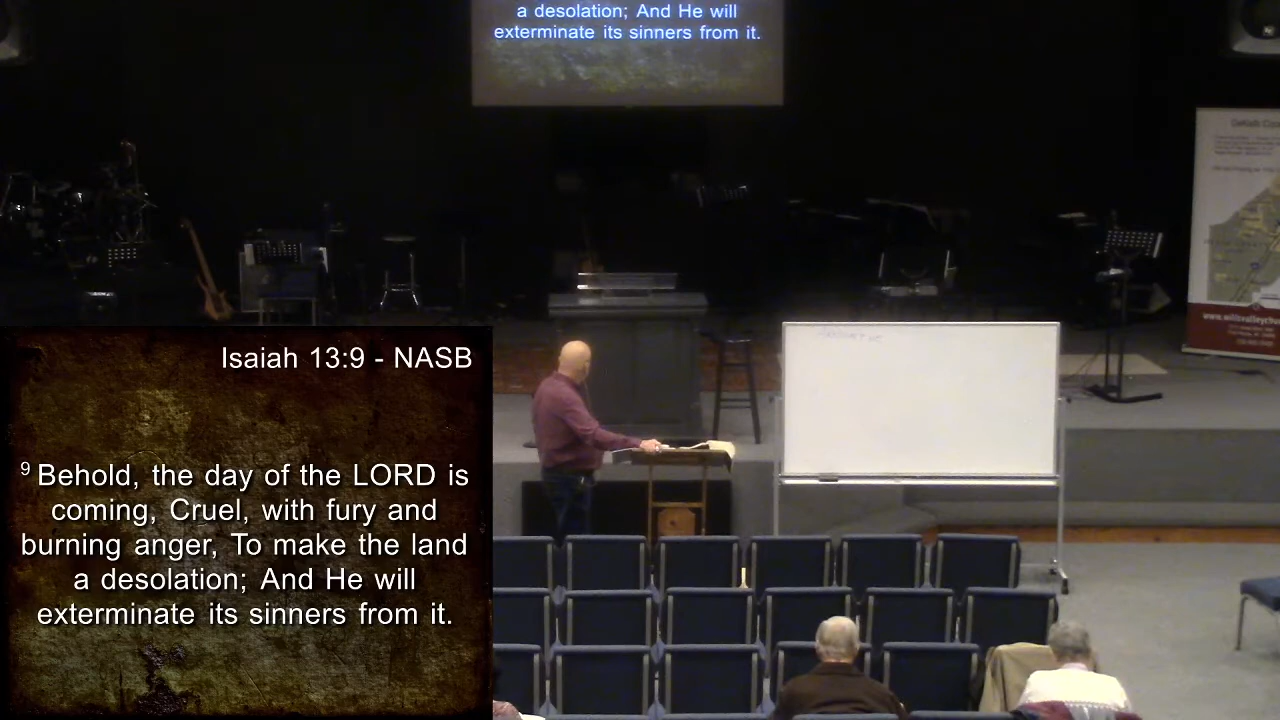 a desolation; And He will
exterminate its sinners from it.
Isaiah 13:9 - NASB
9 Behold, the day of the LORD is
coming, Cruel, with fury and
burning anger, To make the land
a desolation; And He will
exterminate its sinners from it.